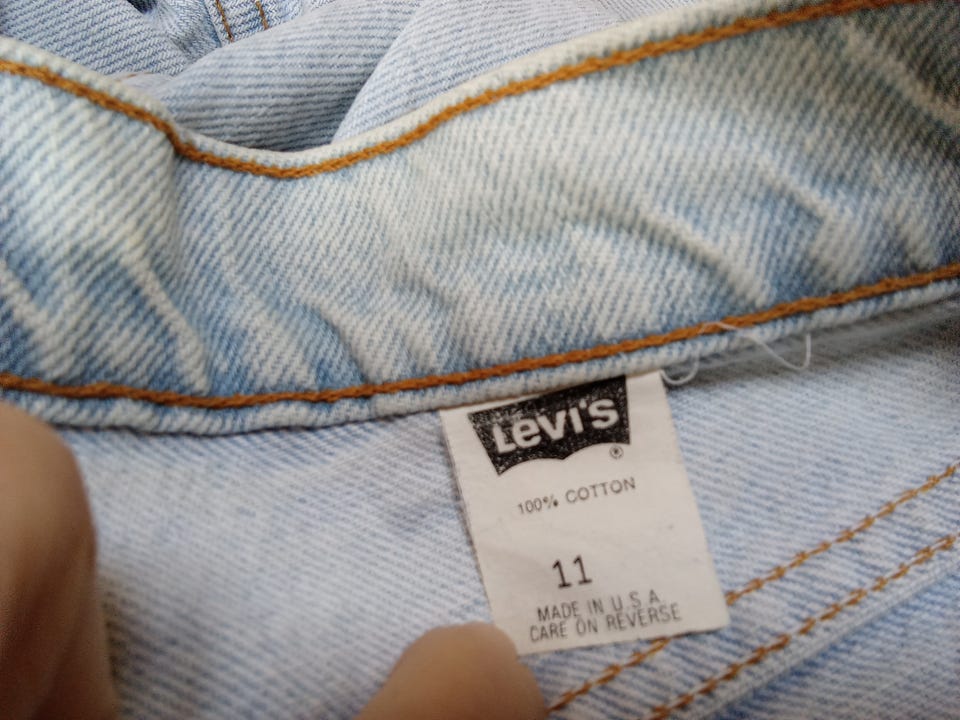 LeVI'S
®
100% COTTON
11
MADE IN U.S.A.
CARE ON REVERSE